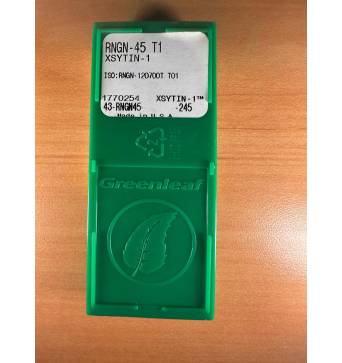 RNGN-45 T1
XSYTIN-1
ISO:RNGN-120700T T01
1770254 XSYTIN-1™
43-RNGN45 -245
Made in U.S.A
Greenleaf